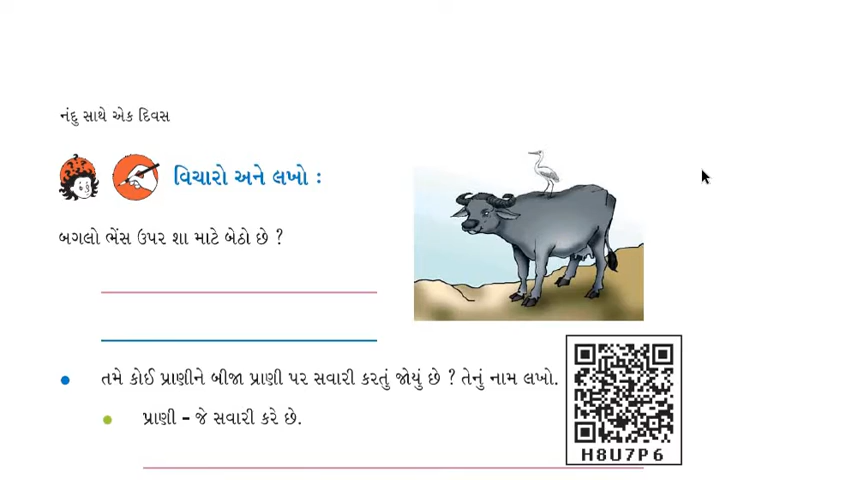 નંદુ સાથે એક દિવસ
વિચારો અને લખો :
બગલો ભેંસ ઉપર શા માટે બેઠો છે ?
તમે કોઈ પ્રાણીને બીજા પ્રાણી પર સવારી કરતું જોયું છે ? તેનું નામ લખો.
પ્રાણી – જે સવારી કરે છે.
H8U7P6